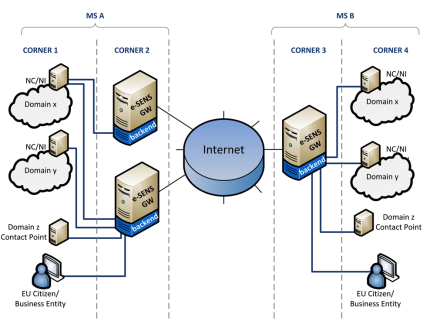 MS A
MS B
CORNER 1
CORNER 2
CORNER 3
CORNER 4
NC/NI
Domain x
e-SENS
GW
backend
NC/NI
Domain y
e-SENS
GW
backend
Domain z
Contact Point
EU Citizen/
Business Entity
Internet
e-SENS
GW
backend
NC/NI
Domain x
NC/NI
Domain y
Domain z
Contact Point
EU Citizen/
Business Entity